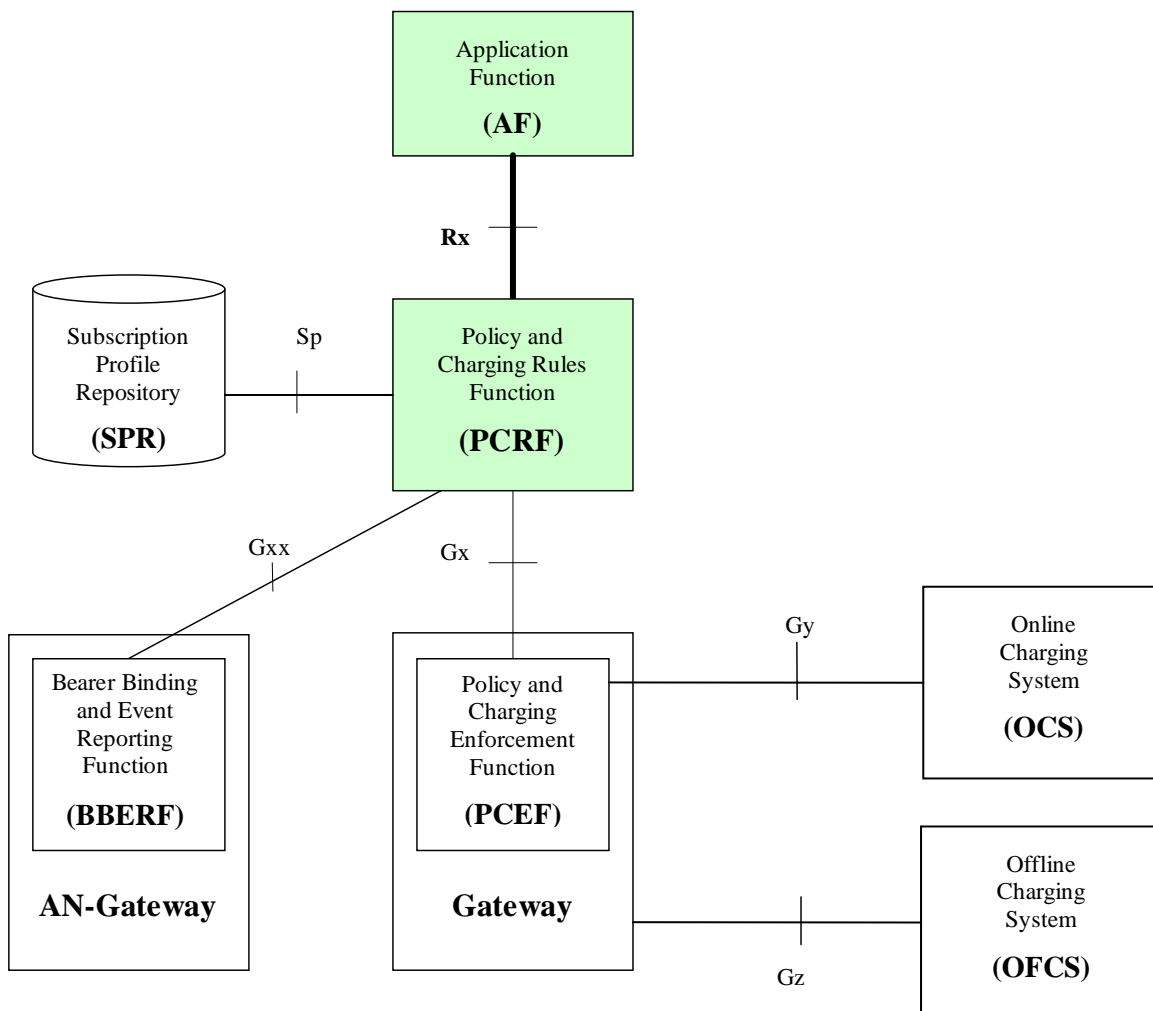 Application
Function
(AF)
Rx
Subscription
Profile
Repository
(SPR)
Sp
Policy and
Charging Rules
Function
(PCRF)
Gxx
Gx
Bearer Binding
and Event
Reporting
Function
(BBERF)
AN-Gateway
Policy and
Charging
Enforcement
Function
(PCEF)
Gateway
Gy
Online
Charging
System
(OCS)
Gz
Offline
Charging
System
(OFCS)